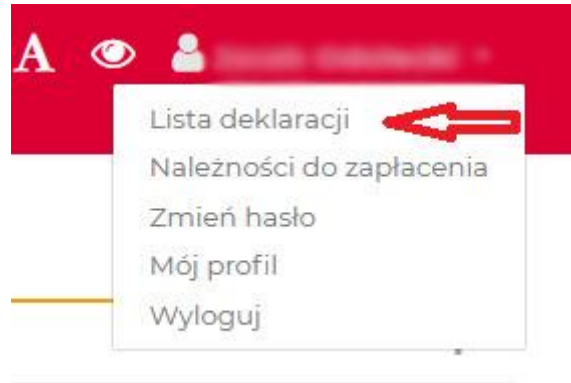 A
Lista deklaracji
Należności do zapłacenia
Zmień hasło
Mój profil
Wyloguj